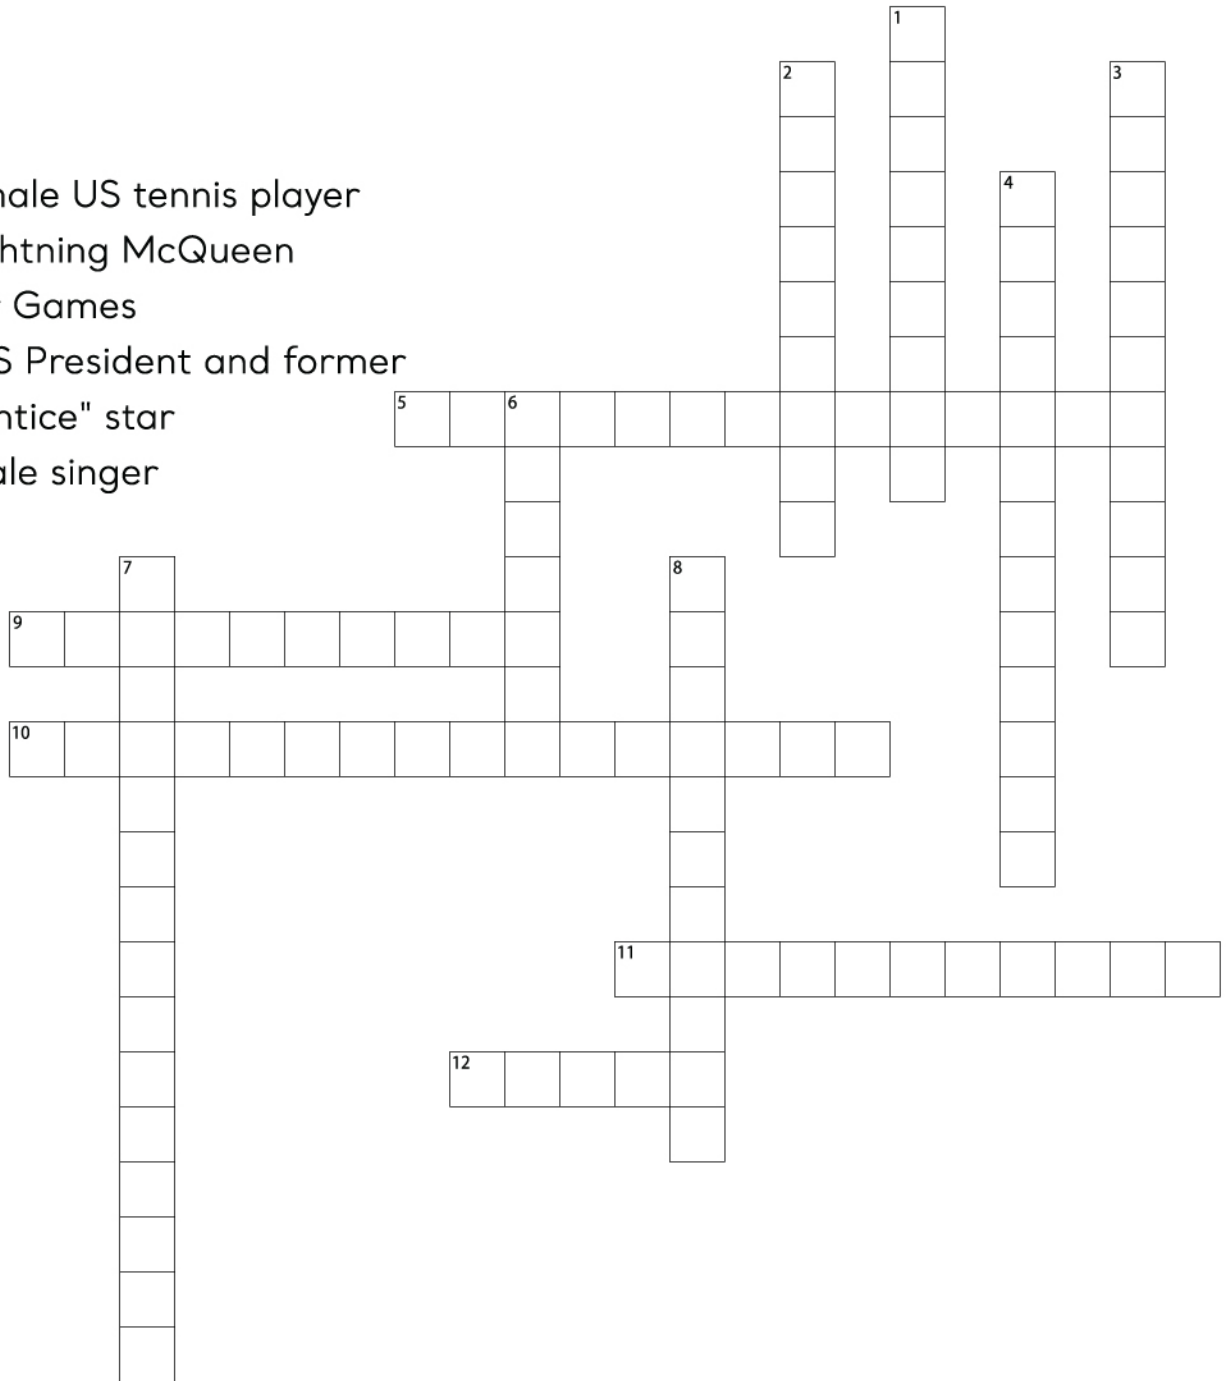 1
2 3
nale US tennis player 4
htning McQueen
Games
S President and former
5 6
ntice" star
ale singer
7 8
9
10
11
12